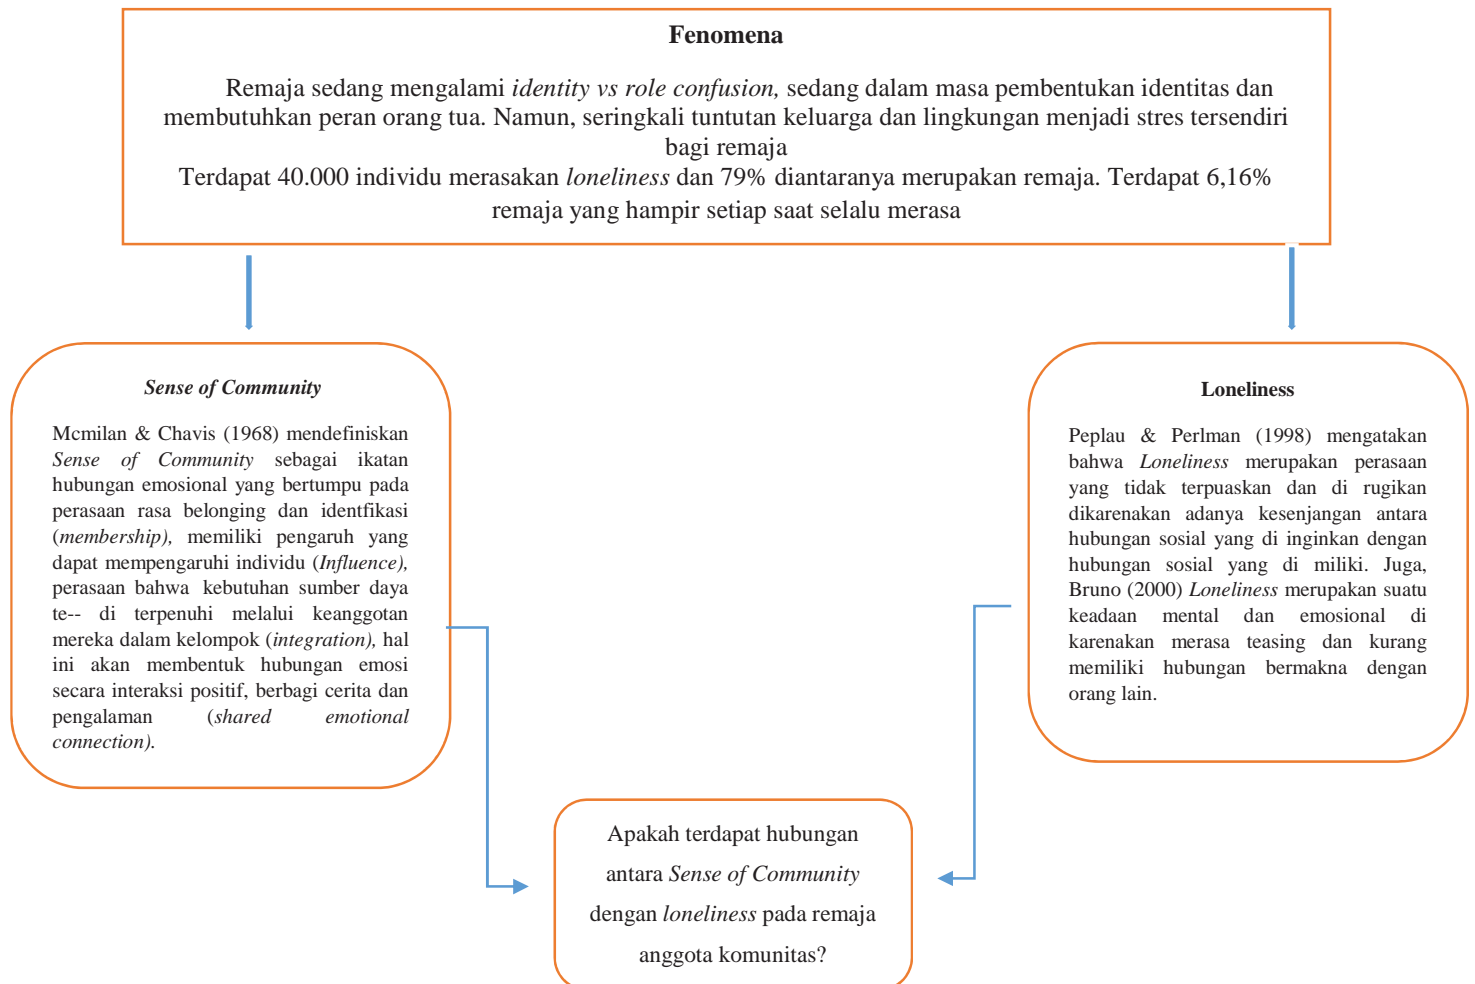 Fenomena
Remaja sedang mengalami identity vs role confusion, sedang dalam masa pembentukan identitas dan
membutuhkan peran orang tua. Namun, seringkali tuntutan keluarga dan lingkungan menjadi stres tersendiri
bagi remaja
Terdapat 40.000 individu merasakan loneliness dan 79% diantaranya merupakan remaja. Terdapat 6,16%
remaja yang hampir setiap saat selalu merasa
Sense of Community
Mcmilan & Chavis (1968) mendefiniskan
Sense of Community sebagai ikatan
hubungan emosional yang bertumpu pada
perasaan rasa belonging dan identfikasi
(membership), memiliki pengaruh yang
dapat mempengaruhi individu (Influence),
perasaan bahwa kebutuhan sumber daya
te-- di terpenuhi melalui keanggotan
mereka dalam kelompok (integration), hal
ini akan membentuk hubungan emosi
secara interaksi positif, berbagi cerita dan
pengalaman (shared emotional
connection).
Loneliness
Peplau & Perlman (1998) mengatakan
bahwa Loneliness merupakan perasaan
yang tidak terpuaskan dan di rugikan
dikarenakan adanya kesenjangan antara
hubungan sosial yang di inginkan dengan
hubungan sosial yang di miliki. Juga,
Bruno (2000) Loneliness merupakan suatu
keadaan mental dan emosional di
karenakan merasa teasing dan kurang
memiliki hubungan bermakna dengan
orang lain.
Apakah terdapat hubungan
antara Sense of Community
dengan loneliness pada remaja
anggota komunitas?